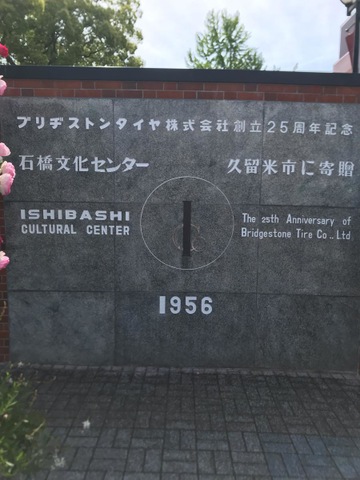 ブリヂストンタイヤ株式会社創立25周年記念
石橋文化センター 久留米市に寄贈
ISHIBASHI
CULTURAL CENTER
The 25th Anniversary of
Bridgestone Tire Co., Ltd
1956